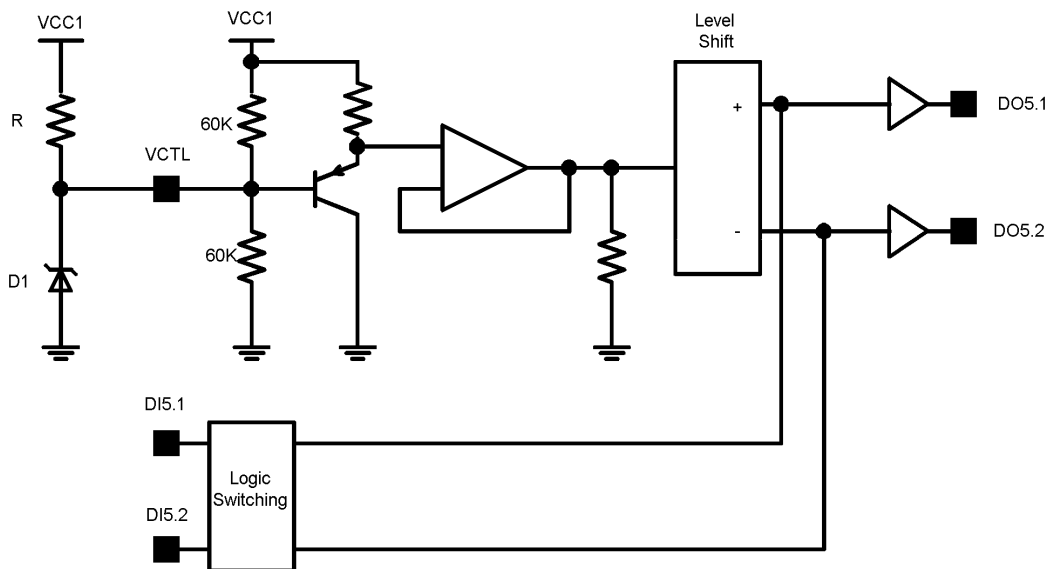 VCC1
VCC1
Level
Shift
R
60K
VCTL
+
DO5.1
-
DO5.2
60K
D1
DI5.1
Logic
Switching
DI5.2